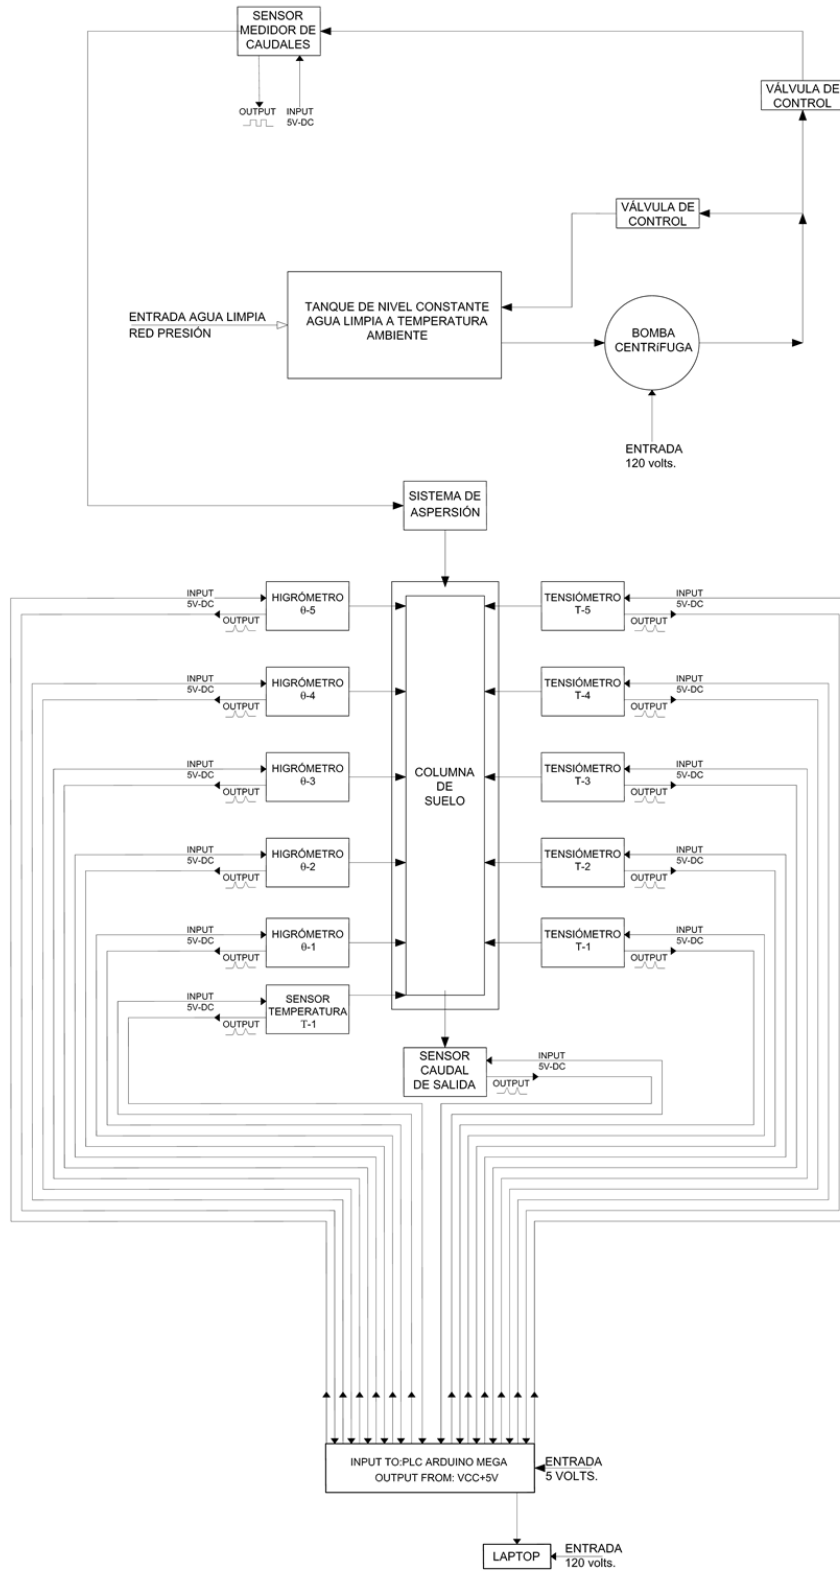 SENSOR
MEDIDOR DE
CAUDALES
OUTPUT
INPUT
5V-DC
VÁLVULA DE
CONTROL
VÁLVULA DE
CONTROL
ENTRADA AGUA LIMPIA
RED PRESIÓN
TANQUE DE NIVEL CONSTANTE
AGUA LIMPIA A TEMPERATURA
AMBIENTE
BOMBA
CENTRíFUGA
ENTRADA
120 volts.
SISTEMA DE
ASPERSIÓN
INPUT
5V-DC
OUTPUT
HIGRÓMETRO
θ-5
TENSIÓMETRO
T-5
INPUT
5V-DC
OUTPUT
INPUT
5V-DC
OUTPUT
HIGRÓMETRO
θ-4
TENSIÓMETRO
T-4
INPUT
5V-DC
OUTPUT
INPUT
5V-DC
OUTPUT
HIGRÓMETRO
θ-3
COLUMNA
DE
SUELO
TENSIÓMETRO
T-3
INPUT
5V-DC
OUTPUT
INPUT
5V-DC
OUTPUT
HIGRÓMETRO
θ-2
TENSIÓMETRO
T-2
INPUT
5V-DC
OUTPUT
INPUT
5V-DC
OUTPUT
HIGRÓMETRO
θ-1
TENSIÓMETRO
T-1
INPUT
5V-DC
OUTPUT
INPUT
5V-DC
OUTPUT
SENSOR
TEMPERATURA
T-1
SENSOR
CAUDAL
DE SALIDA
INPUT
5V-DC
OUTPUT
INPUT TO:PLC ARDUINO MEGA
OUTPUT FROM: VCC+5V
ENTRADA
5 VOLTS.
LAPTOP
ENTRADA
120 volts.